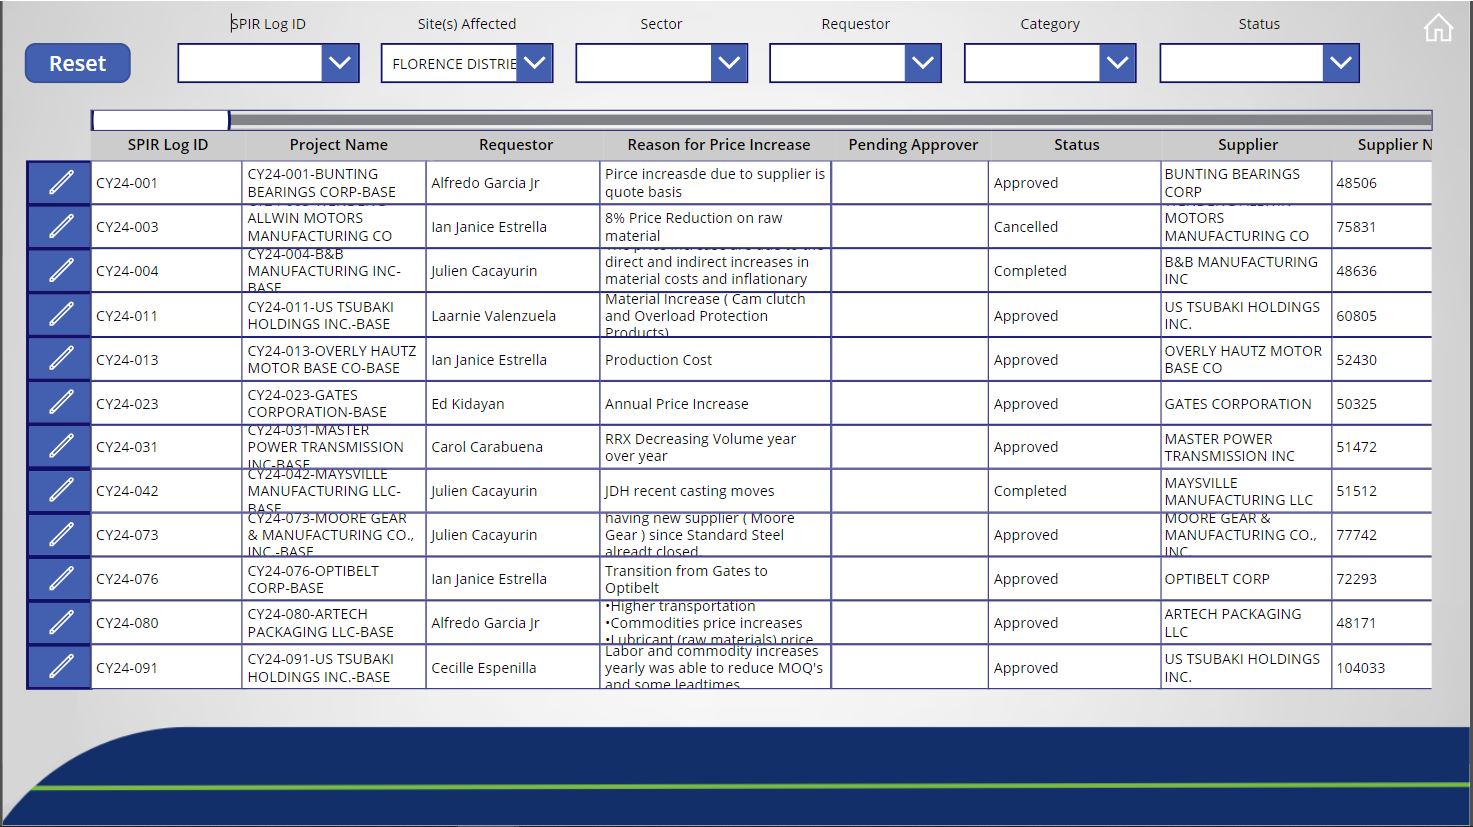 SPIR Log ID Site(s) Affected Sector Requestor Category Status
Reset FLORENCE DISTRIE
SPIR Log ID Project Name Requestor Reason for Price Increase Pending Approver Status Supplier Supplier N
CY24-001 CY24-001-BUNTING BEARINGS CORP-BASE Alfredo Garcia Jr Pirce increasde due to supplier is quote basis Approved BUNTING BEARINGS CORP 48506
CY24-003 ALLWIN MOTORS MANUFACTURING CO Ian Janice Estrella 8% Price Reduction on raw material Cancelled MOTORS MANUFACTURING CO 75831
CY24-004 CY24-004-B&B MANUFACTURING INC-BASE Julien Cacayurin direct and indirect increases in material costs and inflationary Completed B&B MANUFACTURING INC 48636
CY24-011 CY24-011-US TSUBAKI HOLDINGS INC.-BASE Laarnie Valenzuela Material Increase ( Cam clutch and Overload Protection Products) Approved US TSUBAKI HOLDINGS INC. 60805
CY24-013 CY24-013-OVERLY HAUTZ MOTOR BASE CO-BASE Ian Janice Estrella Production Cost Approved OVERLY HAUTZ MOTOR BASE CO 52430
CY24-023 CY24-023-GATES CORPORATION-BASE Ed Kidayan Annual Price Increase Approved GATES CORPORATION 50325
CY24-031 CY24-031-MASTER POWER TRANSMISSION INC-BASE Carol Carabuena RRX Decreasing Volume year over year Approved MASTER POWER TRANSMISSION INC 51472
CY24-042 CY24-042-MAYSVILLE MANUFACTURING LLC-BASE Julien Cacayurin JDH recent casting moves Completed MAYSVILLE MANUFACTURING LLC 51512
CY24-073 CY24-073-MOORE GEAR & MANUFACTURING CO., INC.-BASE Julien Cacayurin having new supplier ( Moore Gear ) since Standard Steel alreadt closed Approved MOORE GEAR & MANUFACTURING CO., INC 77742
CY24-076 CY24-076-OPTIBELT CORP-BASE Ian Janice Estrella Transition from Gates to Optibelt Approved OPTIBELT CORP 72293
CY24-080 CY24-080-ARTECH PACKAGING LLC-BASE Alfredo Garcia Jr •Higher transportation •Commodities price increases •Lubricant (raw materials) price Approved ARTECH PACKAGING LLC 48171
CY24-091 CY24-091-US TSUBAKI HOLDINGS INC.-BASE Cecille Espenilla Labor and commodity increases yearly was able to reduce MOQ's and some leadtimes Approved US TSUBAKI HOLDINGS INC. 104033